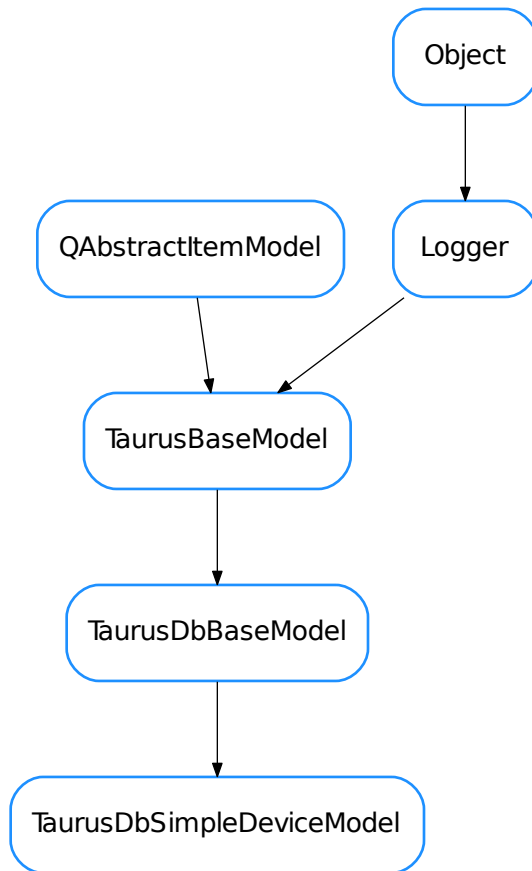 Object
QAbstractItemModel
Logger
TaurusBaseModel
TaurusDbBaseModel
TaurusDbSimpleDeviceModel